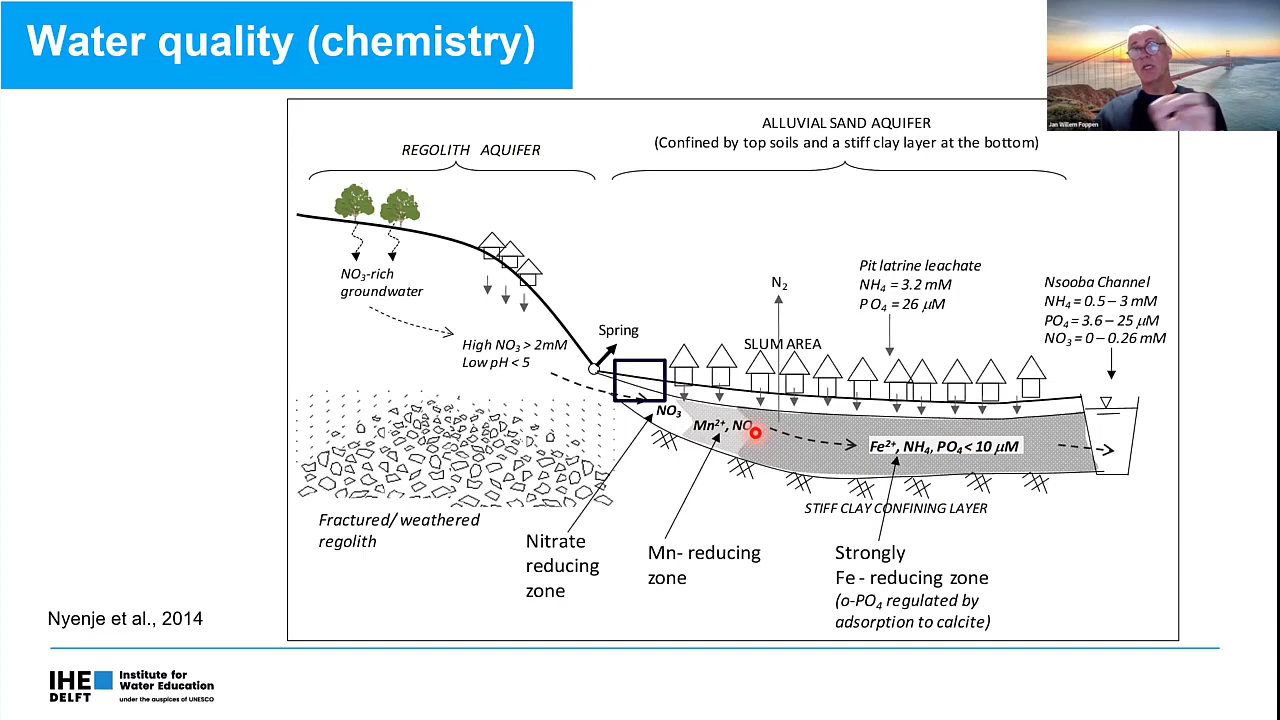 Water quality (chemistry)
Jan Willem Foppen
ALLUVIAL SAND AQUIFER
(Confined by top soils and a stiff clay layer at the bottom)
REGOLITH AQUIFER
NO₃-rich
groundwater
Pit latrine leachate
NH₄ = 3.2 mM
PO₄ = 26 µM
Nsooba Channel
NH₄ = 0.5 – 3 mM
PO₄ = 3.6 – 25 µM
NO₃ = 0 – 0.26 mM
N₂
Spring
SLUM AREA
High NO₃ > 2mM
Low pH < 5
NO₃
Mn²⁺, NO
Fe²⁺, NH₄, PO₄ < 10 µM
STIFF CLAY CONFINING LAYER
Fractured/ weathered
regolith
Nitrate
reducing
zone
Mn- reducing
zone
Strongly
Fe - reducing zone
(o-PO₄ regulated by
adsorption to calcite)
Nyenje et al., 2014
IHE
DELFT
Institute for
Water Education
under the auspices of UNESCO